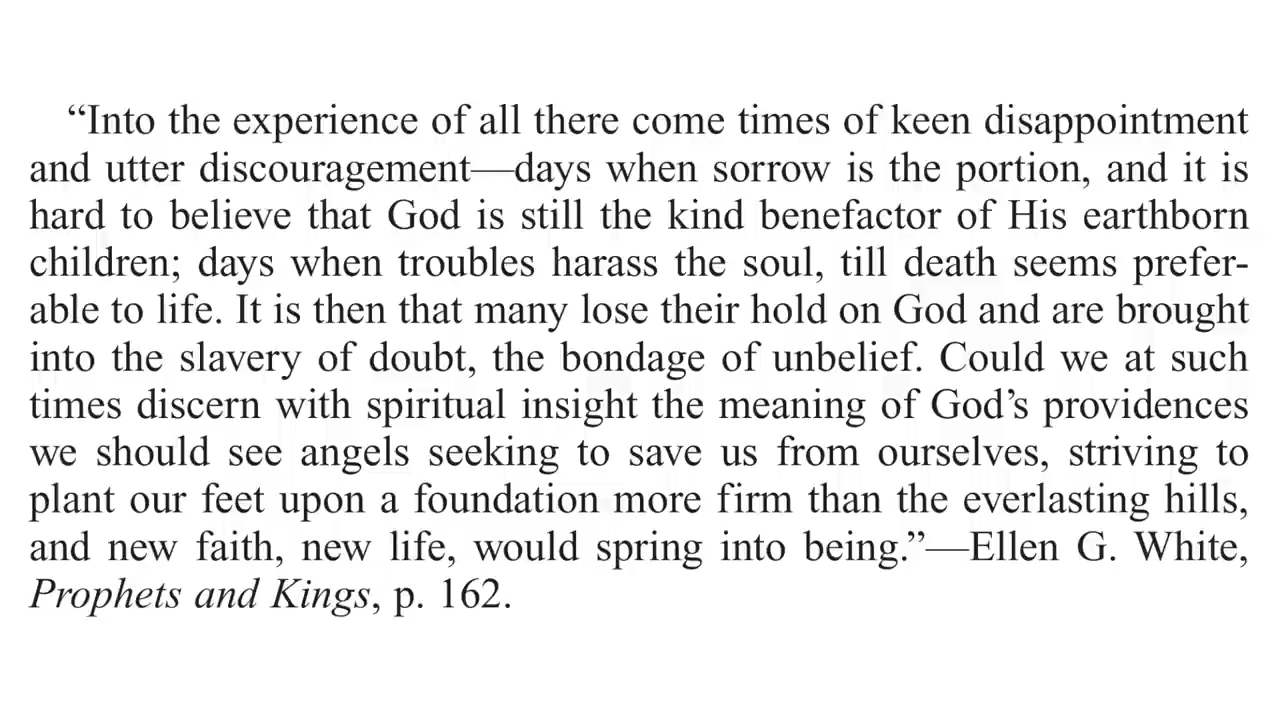 “Into the experience of all there come times of keen disappointment
and utter discouragement—days when sorrow is the portion, and it is
hard to believe that God is still the kind benefactor of His earthborn
children; days when troubles harass the soul, till death seems prefer-
able to life. It is then that many lose their hold on God and are brought
into the slavery of doubt, the bondage of unbelief. Could we at such
times discern with spiritual insight the meaning of God’s providences
we should see angels seeking to save us from ourselves, striving to
plant our feet upon a foundation more firm than the everlasting hills,
and new faith, new life, would spring into being.”—Ellen G. White,
Prophets and Kings, p. 162.